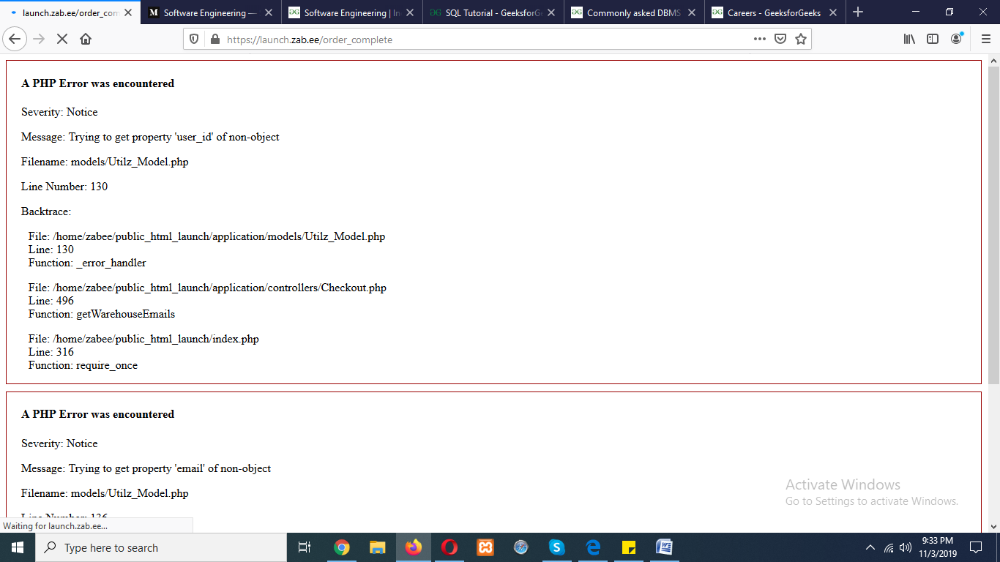 launch.zab.ee/order_com
Software Engineering —
Software Engineering | In
SQL Tutorial - GeeksforG
Commonly asked DBMS
Careers - GeeksforGeeks
https://launch.zab.ee/order_complete
A PHP Error was encountered
Severity: Notice
Message: Trying to get property 'user_id' of non-object
Filename: models/Utilz_Model.php
Line Number: 130
Backtrace:
File: /home/zabee/public_html_launch/application/models/Utilz_Model.php
Line: 130
Function: _error_handler
File: /home/zabee/public_html_launch/application/controllers/Checkout.php
Line: 496
Function: getWarehouseEmails
File: /home/zabee/public_html_launch/index.php
Line: 316
Function: require_once
A PHP Error was encountered
Severity: Notice
Message: Trying to get property 'email' of non-object
Filename: models/Utilz_Model.php
Line Number: 136
Activate Windows
Go to Settings to activate Windows.
Waiting for launch.zab.ee...
Type here to search
9:33 PM
11/3/2019